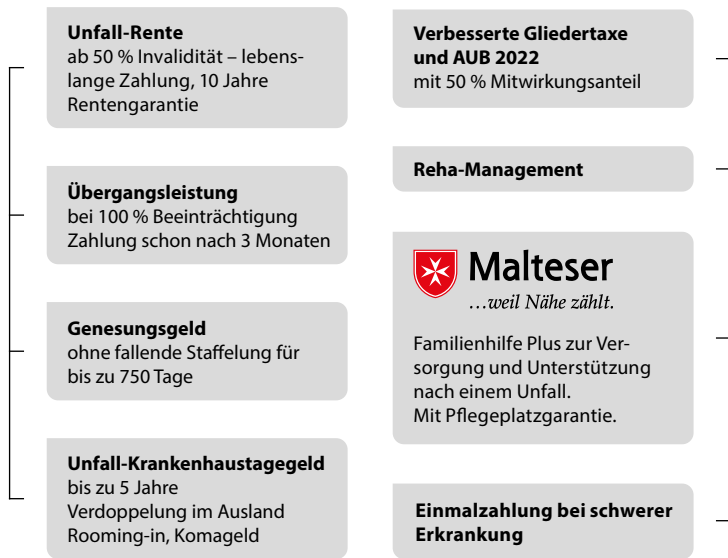 Unfall-Rente
ab 50 % Invalidität – lebens-
lange Zahlung, 10 Jahre
Rentengarantie
Übergangsleistung
bei 100 % Beeinträchtigung
Zahlung schon nach 3 Monaten
Genesungsgeld
ohne fallende Staffelung für
bis zu 750 Tage
Unfall-Krankenhaustagegeld
bis zu 5 Jahre
Verdoppelung im Ausland
Rooming-in, Komageld
Verbesserte Gliedertaxe
und AUB 2022
mit 50 % Mitwirkungsanteil
Reha-Management
Malteser
...weil Nähe zählt.
Familienhilfe Plus zur Ver-
sorgung und Unterstützung
nach einem Unfall.
Mit Pflegeplatzgarantie.
Einmalzahlung bei schwerer
Erkrankung